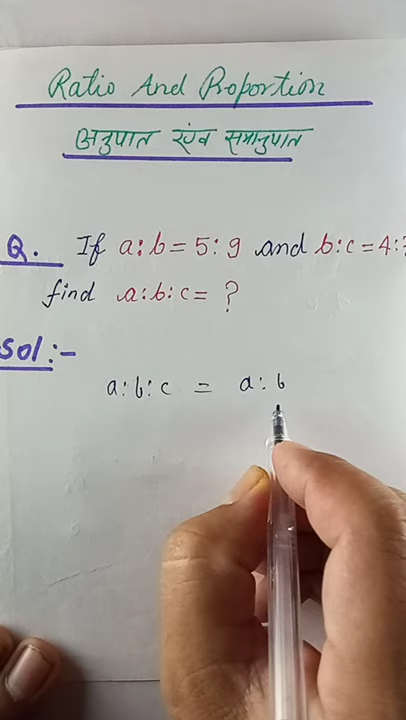 Ratio And Proportion
अनुपात एंव समानुपात
Q. If a:b = 5:9 and b:c = 4:
find a:b:c = ?
Sol:-
a:b:c = a:b